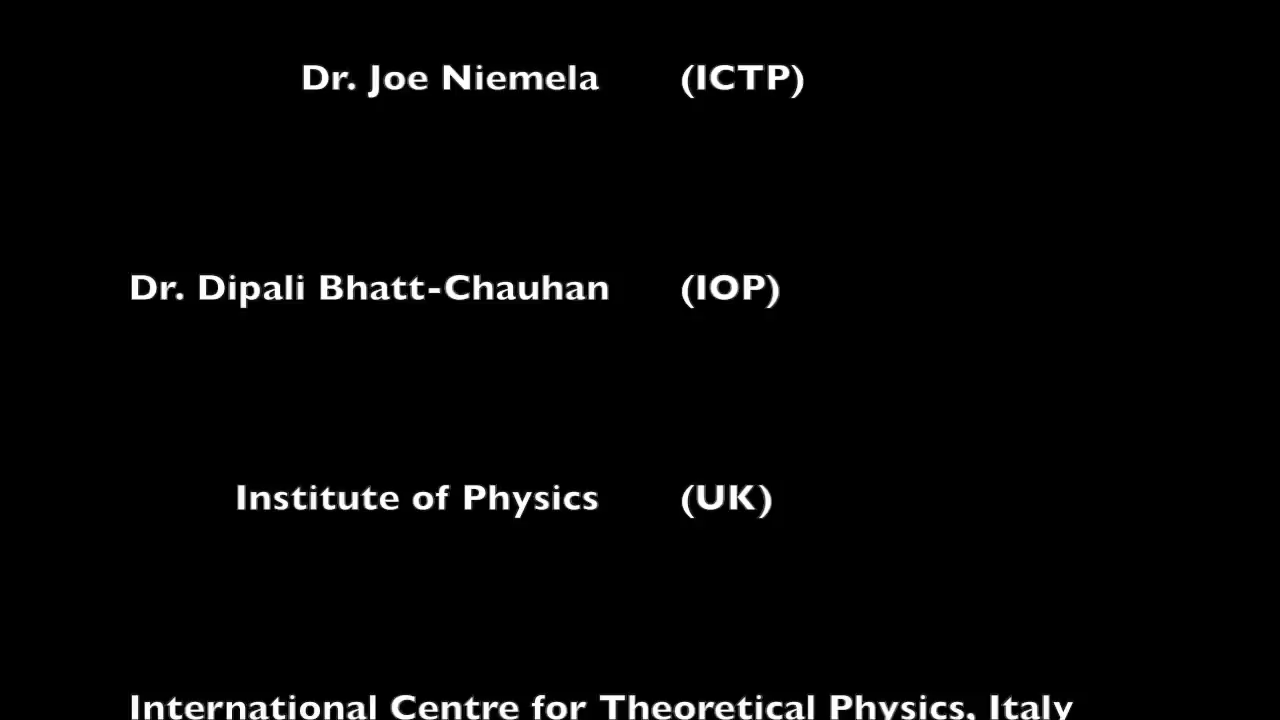 Dr. Joe Niemela (ICTP)
Dr. Dipali Bhatt-Chauhan (IOP)
Institute of Physics (UK)
International Centre for Theoretical Physics, Italy